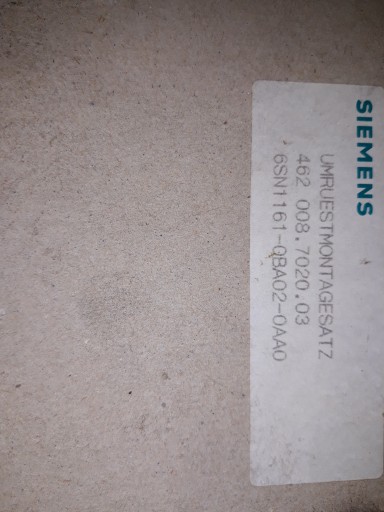 SIEMENS
UMRUESTMONTAGESATZ
462 008.7020.03
6SN1161-0BA02-0AA0